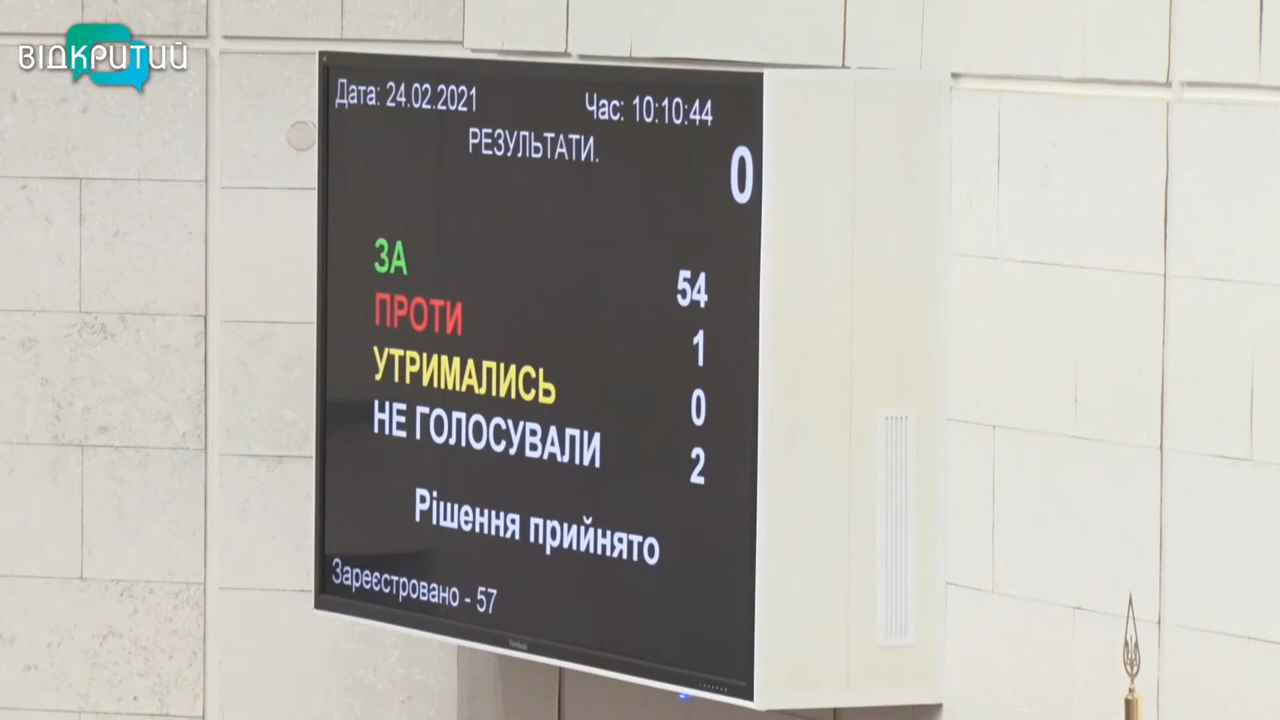 ВІДКРИТИЙ
Дата: 24.02.2021 Час: 10:10:44
РЕЗУЛЬТАТИ.
0
ЗА 54
ПРОТИ 1
УТРИМАЛИСЬ 0
НЕ ГОЛОСУВАЛИ 2
Рішення прийнято
Зареєстровано - 57